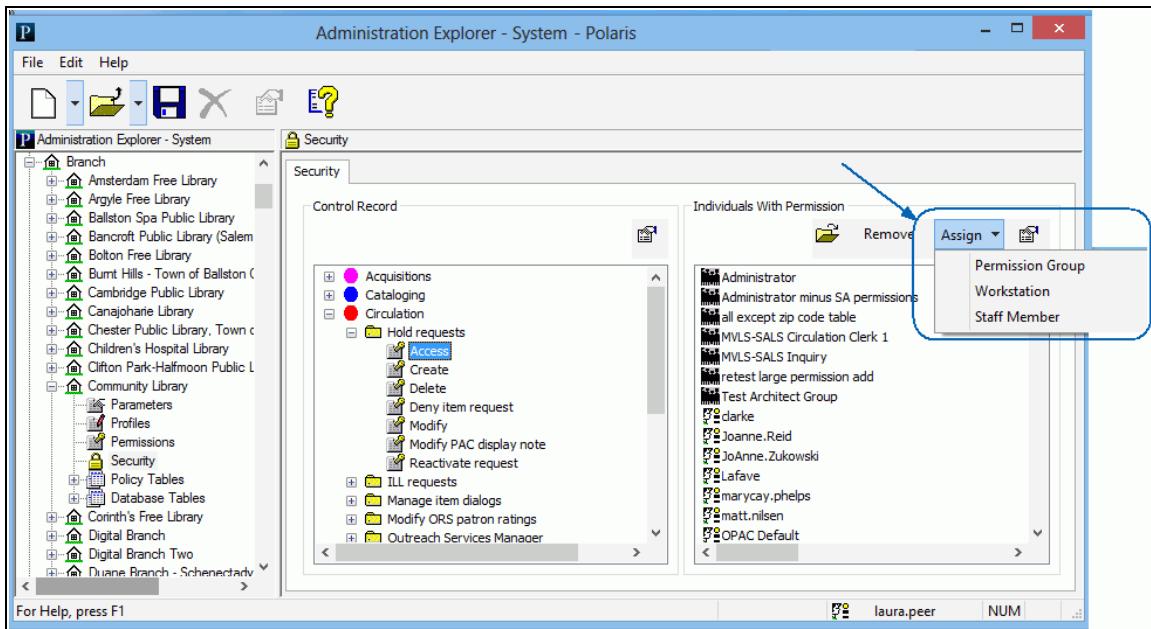 P
Administration Explorer - System - Polaris
File Edit Help
P Administration Explorer - System
Branch
Amsterdam Free Library
Argyle Free Library
Ballston Spa Public Library
Bancroft Public Library (Salem
Bolton Free Library
Burnt Hills - Town of Ballston
Cambridge Public Library
Canajoharie Library
Chester Public Library, Town
Children's Hospital Library
Clifton Park-Halfmoon Public L
Community Library
Parameters
Profiles
Permissions
Security
Policy Tables
Database Tables
Corinth's Free Library
Digital Branch
Digital Branch Two
Duane Branch - Schenectady
Security
Security
Control Record
Acquisitions
Cataloging
Circulation
Hold requests
Access
Create
Delete
Deny item request
Modify
Modify PAC display note
Reactivate request
ILL requests
Manage item dialogs
Modify ORS patron ratings
Outreach Services Manager
Individuals With Permission
Remove Assign
Permission Group
Workstation
Staff Member
Administrator
Administrator minus SA permissions
all except zip code table
MVLS-SALS Circulation Clerk 1
MVLS-SALS Inquiry
retest large permission add
Test Architect Group
clarke
Joanne.Reid
JoAnne.Zukowski
Lafave
marycay.phelps
matt.nilsen
OPAC Default
For Help, press F1
laura.peer
NUM